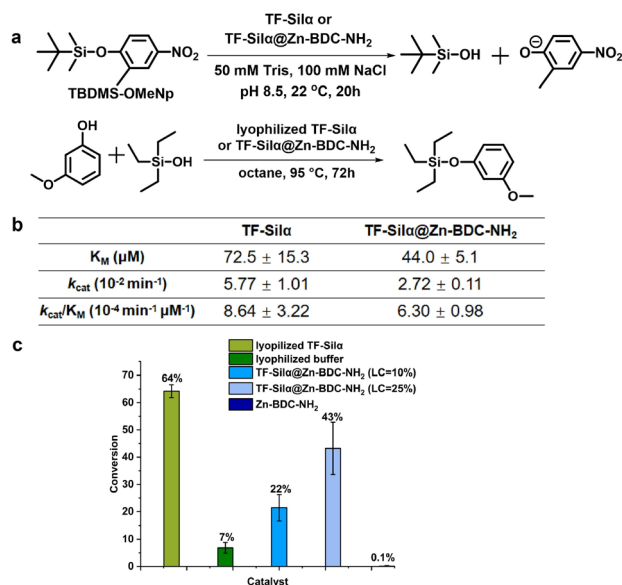 a
TF-Silα or
TF-Silα@Zn-BDC-NH2
50 mM Tris, 100 mM NaCl
pH 8.5, 22 °C, 20h
Si-O
NO2
TBDMS-OMeNp
Si-OH
+
⊖
O
NO2
OH
O
+
Si-OH
lyophilized TF-Silα
or TF-Silα@Zn-BDC-NH2
octane, 95 °C, 72h
Si-O
O
b
TF-Silα TF-Silα@Zn-BDC-NH2
KM (μM) 72.5 ± 15.3 44.0 ± 5.1
kcat (10-2 min-1) 5.77 ± 1.01 2.72 ± 0.11
kcat/KM (10-4 min-1 μM-1) 8.64 ± 3.22 6.30 ± 0.98
c
lyopilized TF-Silα
lyophilized buffer
TF-Silα@Zn-BDC-NH2 (LC=10%)
TF-Silα@Zn-BDC-NH2 (LC=25%)
Zn-BDC-NH2
Conversion
70
60
50
40
30
20
10
0
64%
7%
22%
43%
0.1%
Catalyst